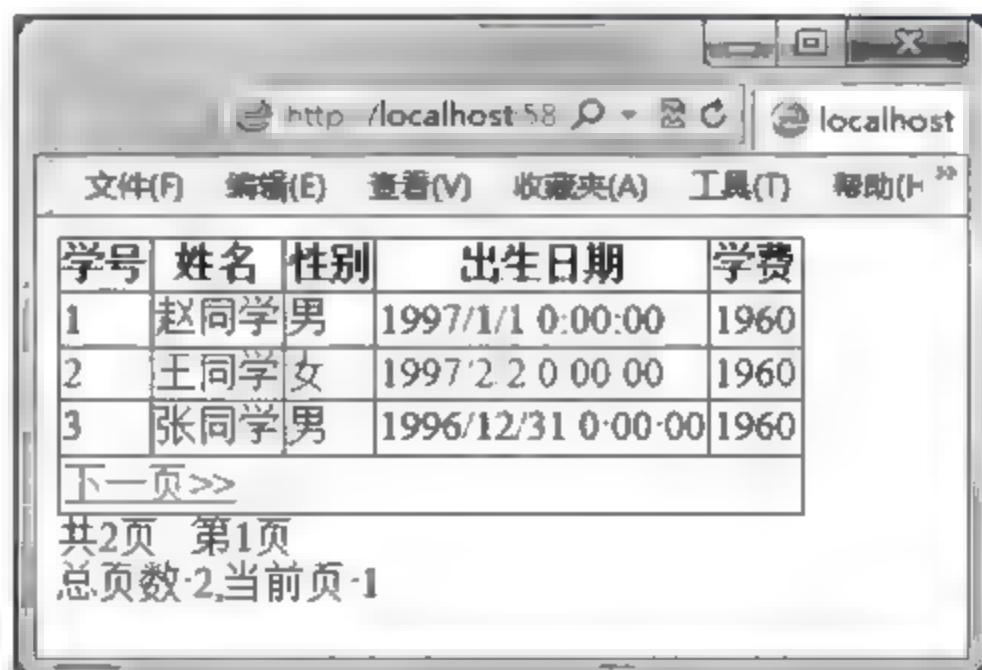 http://localhost:58 localhost
文件(F) 编辑(E) 查看(V) 收藏夹(A) 工具(T) 帮助(H
学号 姓名 性别 出生日期 学费
1 赵同学 男 1997/1/1 0:00:00 1960
2 王同学 女 1997/2/2 0:00:00 1960
3 张同学 男 1996/12/31 0:00:00 1960
下一页>>
共2页 第1页
总页数:2,当前页:1